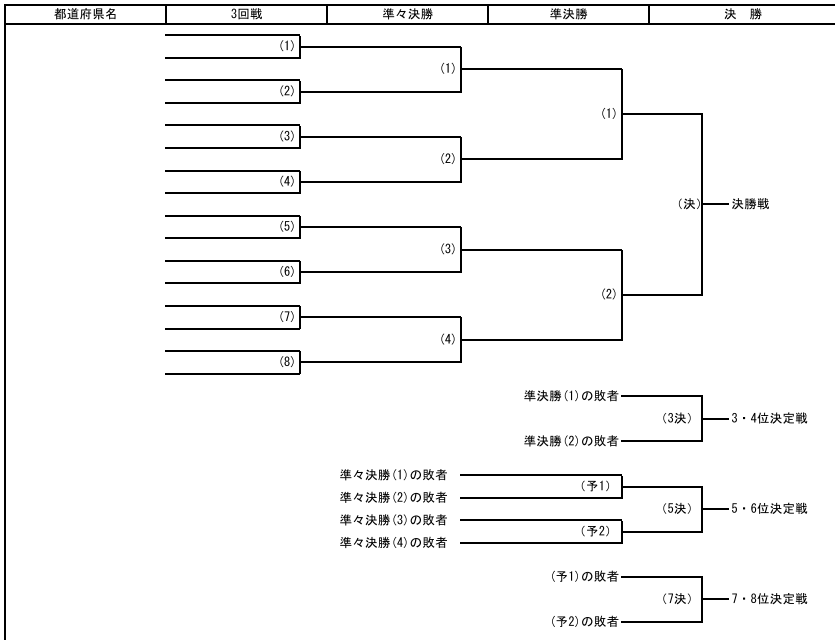 都道府県名 3回戦 準々決勝 準決勝 決　勝
(1)
(1)
(2)
(1)
(3)
(2)
(4)
(決) 決勝戦
(5)
(3)
(6)
(2)
(7)
(4)
(8)
準決勝(1)の敗者
(3決) 3・4位決定戦
準決勝(2)の敗者
準々決勝(1)の敗者
(予1)
準々決勝(2)の敗者
(5決) 5・6位決定戦
準々決勝(3)の敗者
(予2)
準々決勝(4)の敗者
(予1)の敗者
(7決) 7・8位決定戦
(予2)の敗者